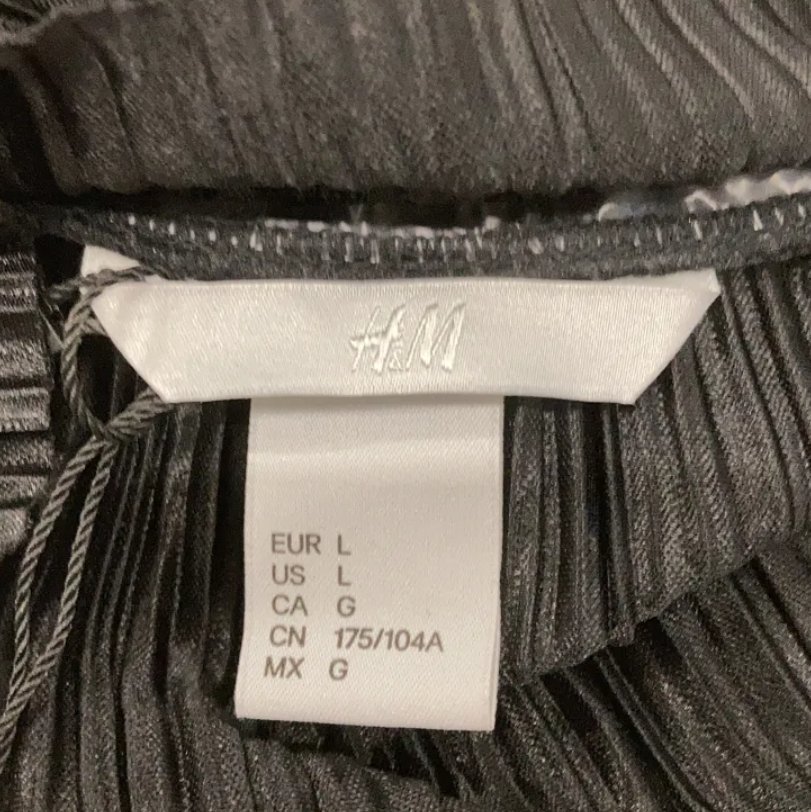 H&M
EUR L
US L
CA G
CN 175/104A
MX G